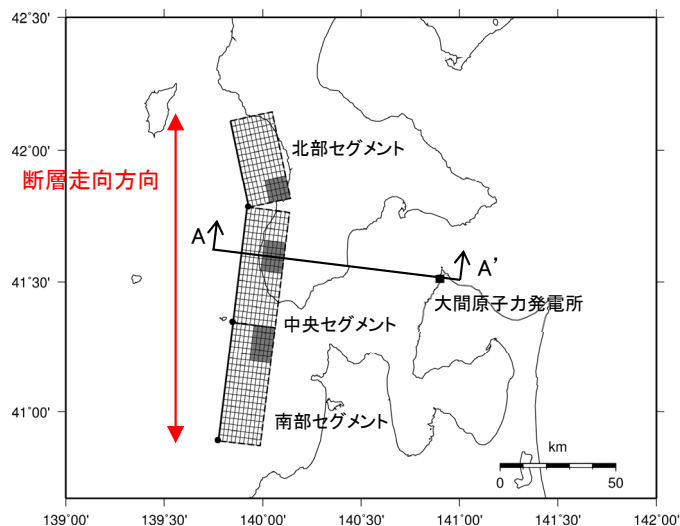 42˚30'
42˚00'
北部セグメント
断層走向方向
A
A'
41˚30'
大間原子力発電所
中央セグメント
41˚00'
南部セグメント
km
0
50
139˚00'
139˚30'
140˚00'
140˚30'
141˚00'
141˚30'
142˚00'